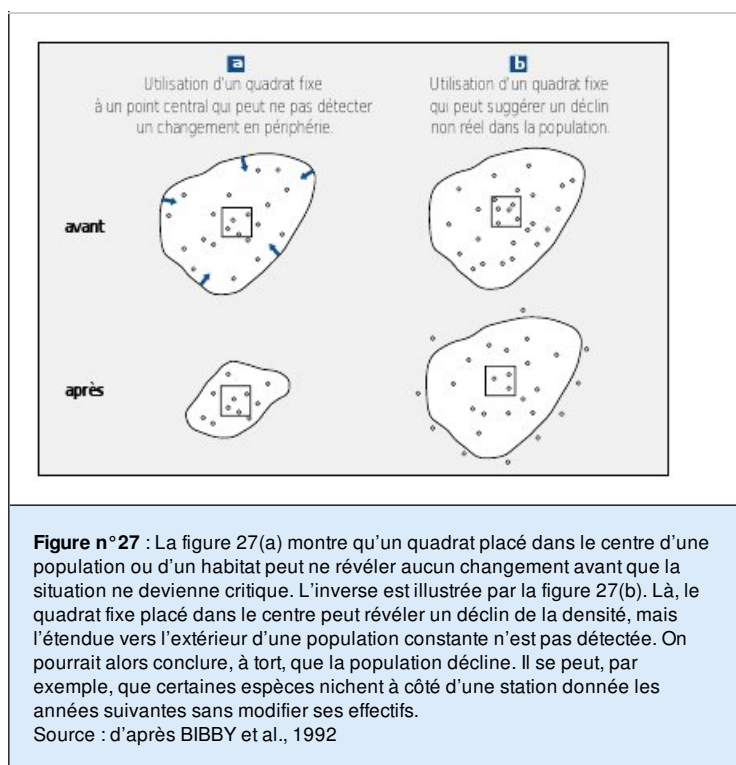 a
Utilisation d'un quadrat fixe
à un point central qui peut ne pas détecter
un changement en périphérie.
b
Utilisation d'un quadrat fixe
qui peut suggérer un déclin
non réel dans la population.
avant
après
Figure n°27 : La figure 27(a) montre qu'un quadrat placé dans le centre d'une
population ou d'un habitat peut ne révéler aucun changement avant que la
situation ne devienne critique. L'inverse est illustrée par la figure 27(b). Là, le
quadrat fixe placé dans le centre peut révéler un déclin de la densité, mais
l'étendue vers l'extérieur d'une population constante n'est pas détectée. On
pourrait alors conclure, à tort, que la population décline. Il se peut, par
exemple, que certaines espèces nichent à côté d'une station donnée les
années suivantes sans modifier ses effectifs.
Source : d'après BIBBY et al., 1992